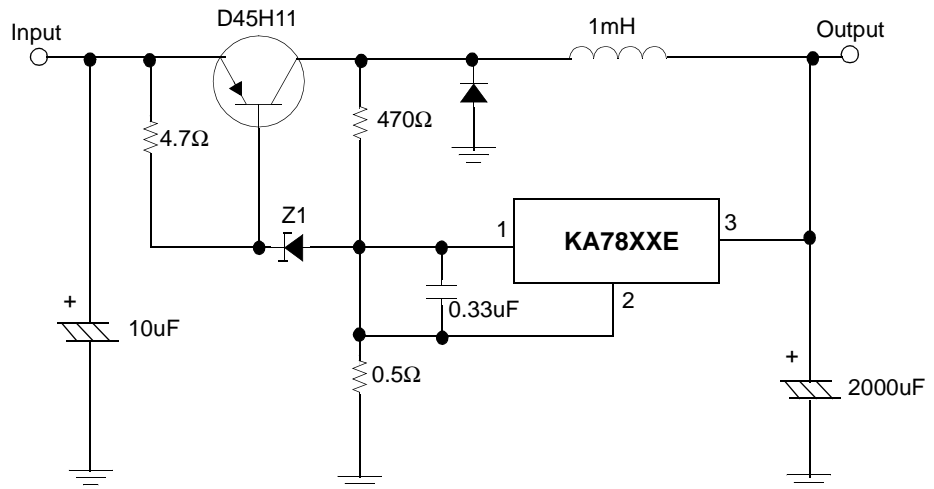 D45H11
Input
1mH
Output
4.7Ω
470Ω
Z1
1
KA78XXE
3
2
0.33uF
+
10uF
0.5Ω
+
2000uF